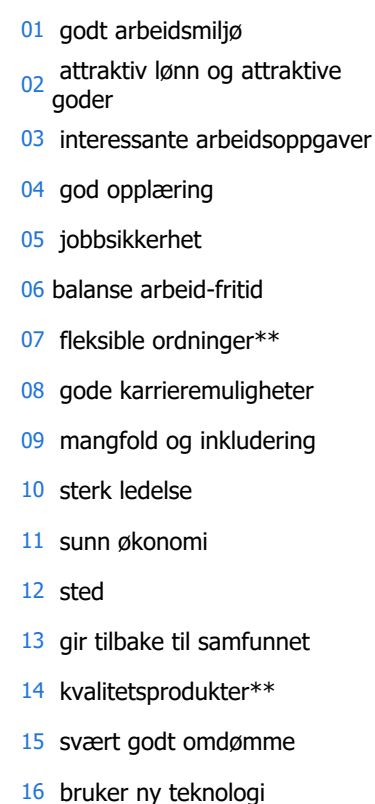 01 godt arbeidsmiljø
02 attraktiv lønn og attraktive
goder
03 interessante arbeidsoppgaver
04 god opplæring
05 jobbsikkerhet
06 balanse arbeid-fritid
07 fleksible ordninger**
08 gode karrieremuligheter
09 mangfold og inkludering
10 sterk ledelse
11 sunn økonomi
12 sted
13 gir tilbake til samfunnet
14 kvalitetsprodukter**
15 svært godt omdømme
16 bruker ny teknologi